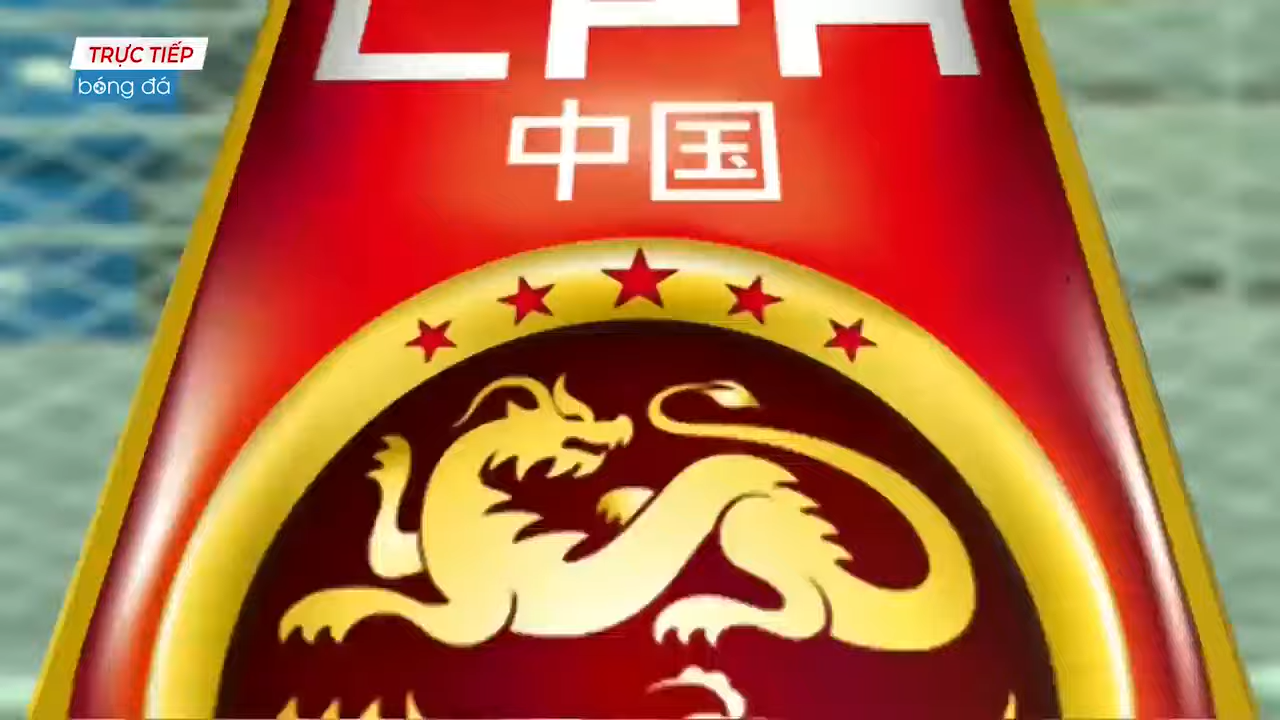 TRỰC TIẾP
bóng đá
中国